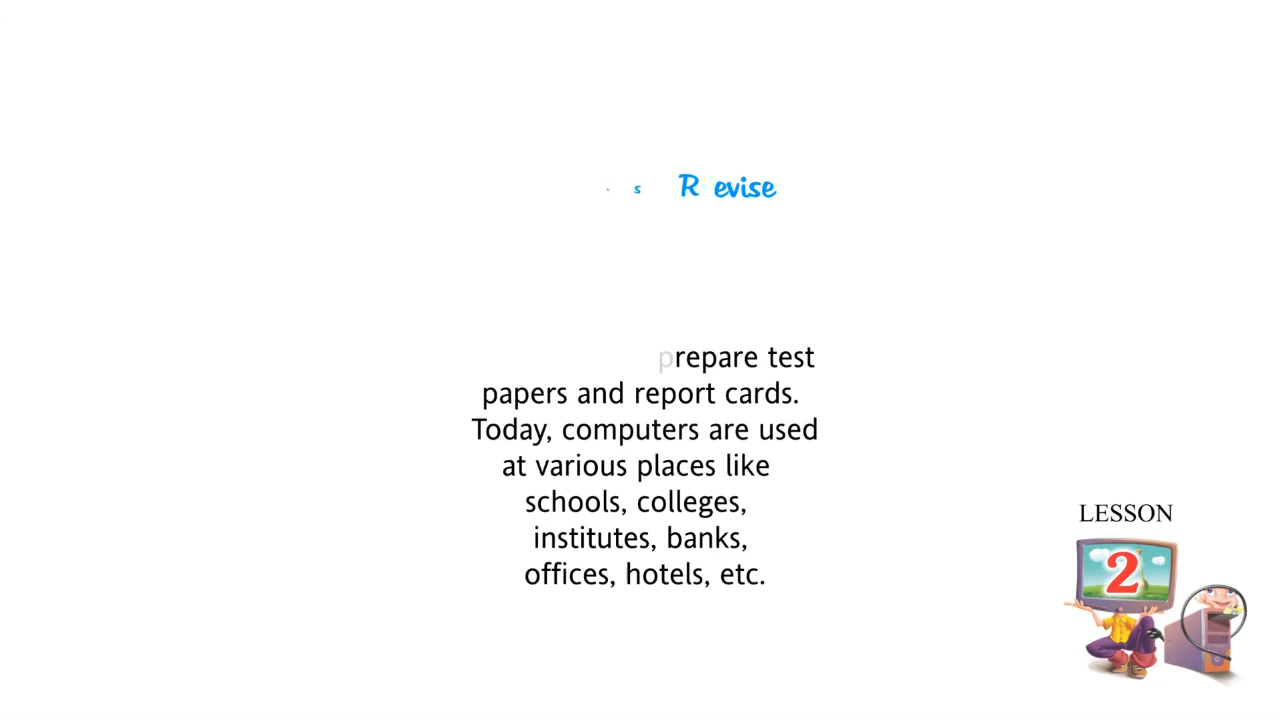 s Revise
prepare test
papers and report cards.
Today, computers are used
at various places like
schools, colleges,
institutes, banks,
offices, hotels, etc.
LESSON
2